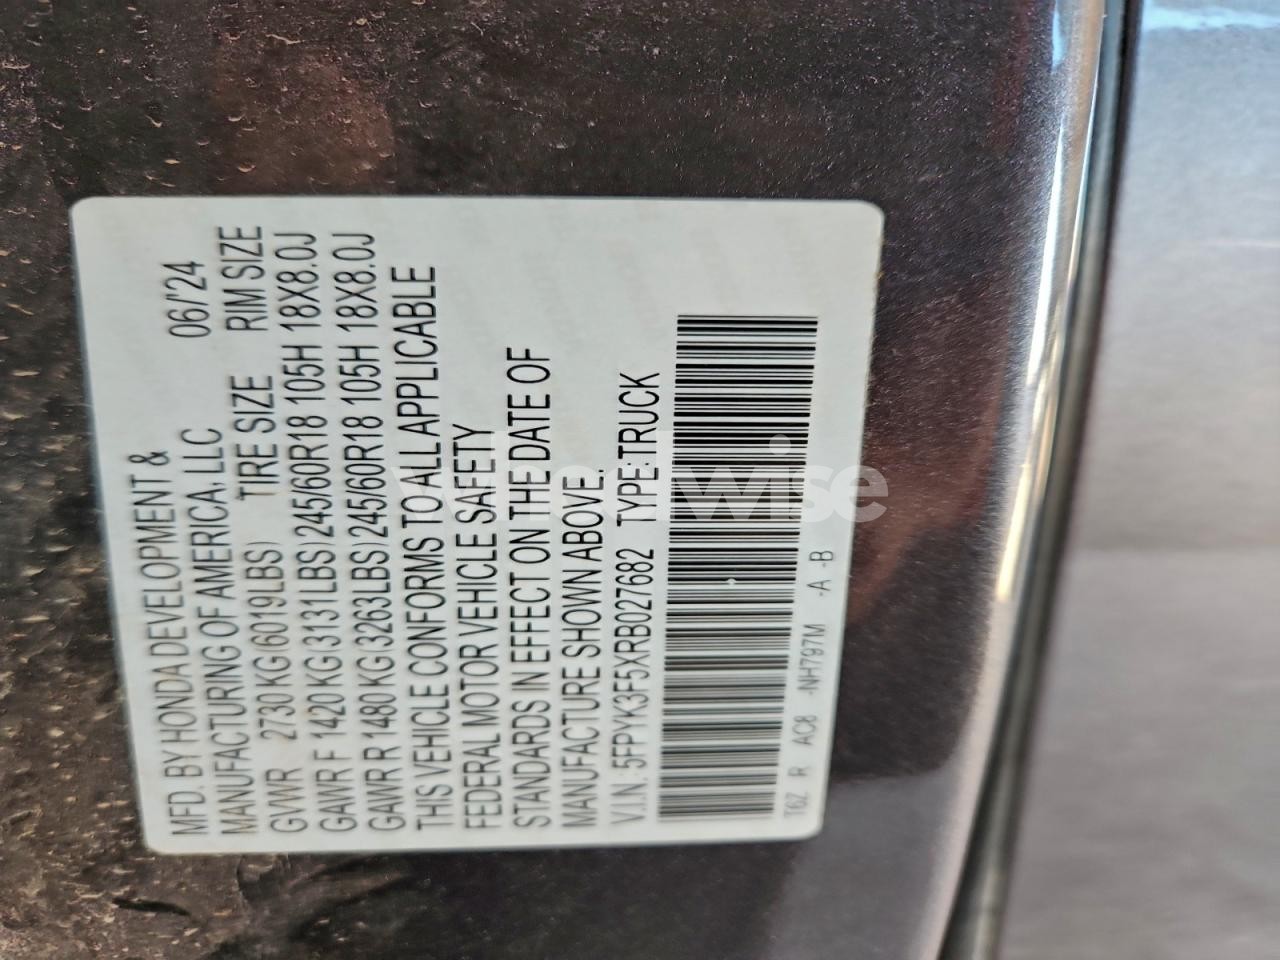 MFD. BY HONDA DEVELOPMENT &
MANUFACTURING OF AMERICA, LLC 06/'24
GVWR 2730 KG(6019LBS) TIRE SIZE RIM SIZE
GAWR F 1420 KG(3131LBS)245/60R18 105H 18X8.0J
GAWR R 1480 KG(3263LBS)245/60R18 105H 18X8.0J
THIS VEHICLE CONFORMS TO ALL APPLICABLE
FEDERAL MOTOR VEHICLE SAFETY
STANDARDS IN EFFECT ON THE DATE OF
MANUFACTURE SHOWN ABOVE.
V.I.N.: 5FPYK3F5XRB027682 TYPE:TRUCK
T6Z R AC8 -NH797M -A -B
wheelwise